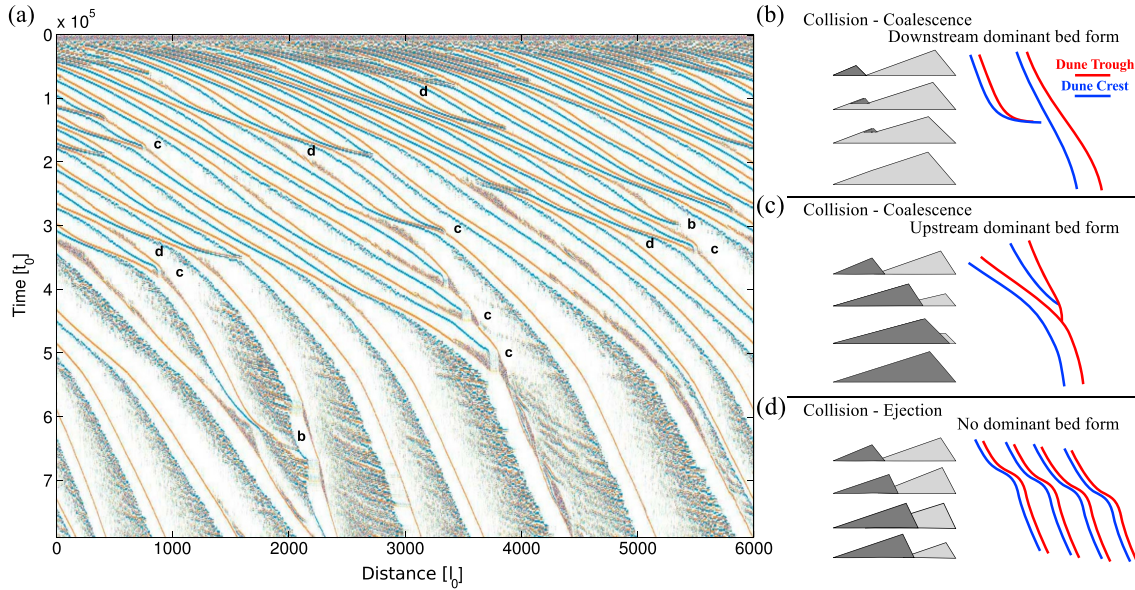 (a)
x 10⁵
0
1
2
3
4
5
6
7
Time [t₀]
0
1000
2000
3000
4000
5000
6000
Distance [l₀]
d
c
d
c
b
d
c
d
c
c
c
b
(b)
Collision - Coalescence
Downstream dominant bed form
Dune Trough
Dune Crest
(c)
Collision - Coalescence
Upstream dominant bed form
(d)
Collision - Ejection
No dominant bed form